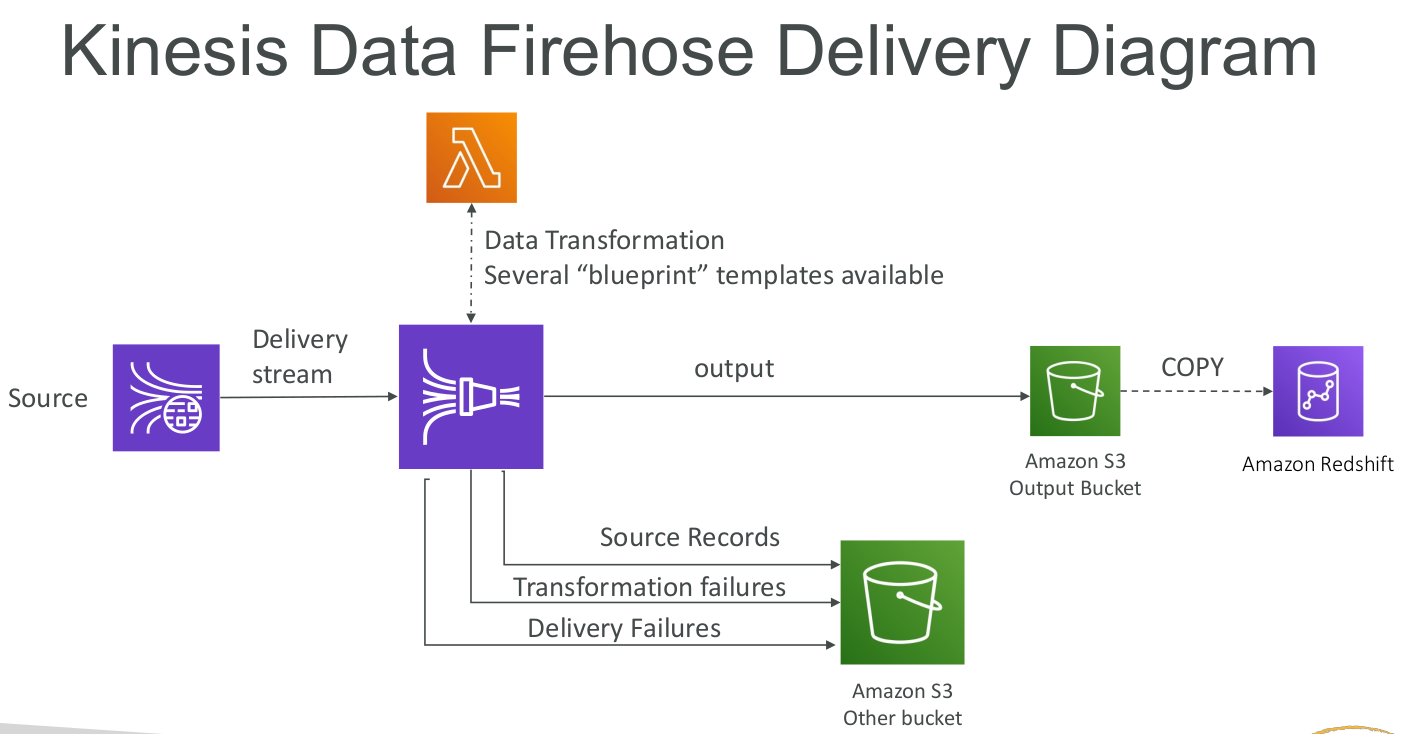 Kinesis Data Firehose Delivery Diagram
Data Transformation
Several “blueprint” templates available
Delivery
stream
Source
output
COPY
Amazon S3
Output Bucket
Amazon Redshift
Source Records
Transformation failures
Delivery Failures
Amazon S3
Other bucket